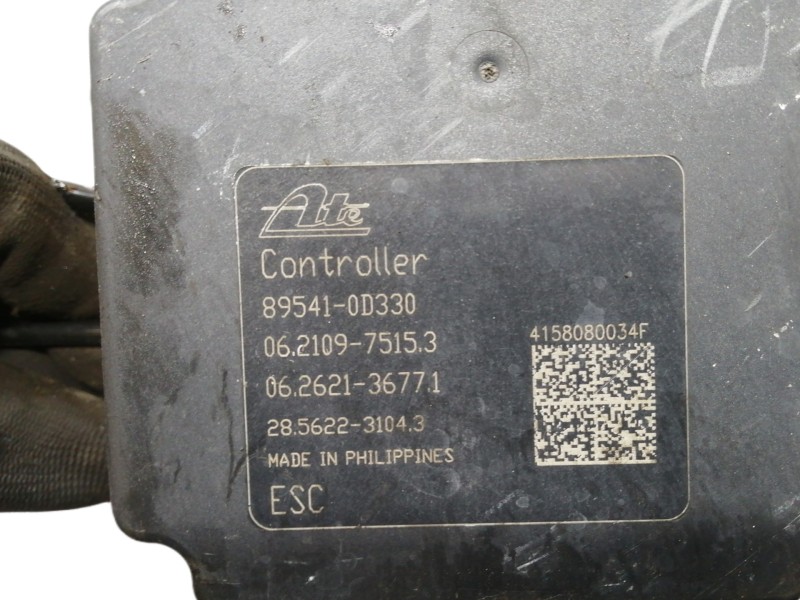 Ate
Controller
89541-0D330
06.2109-7515.3
06.2621-3677.1
28.5622-3104.3
MADE IN PHILIPPINES
ESC
4158080034F